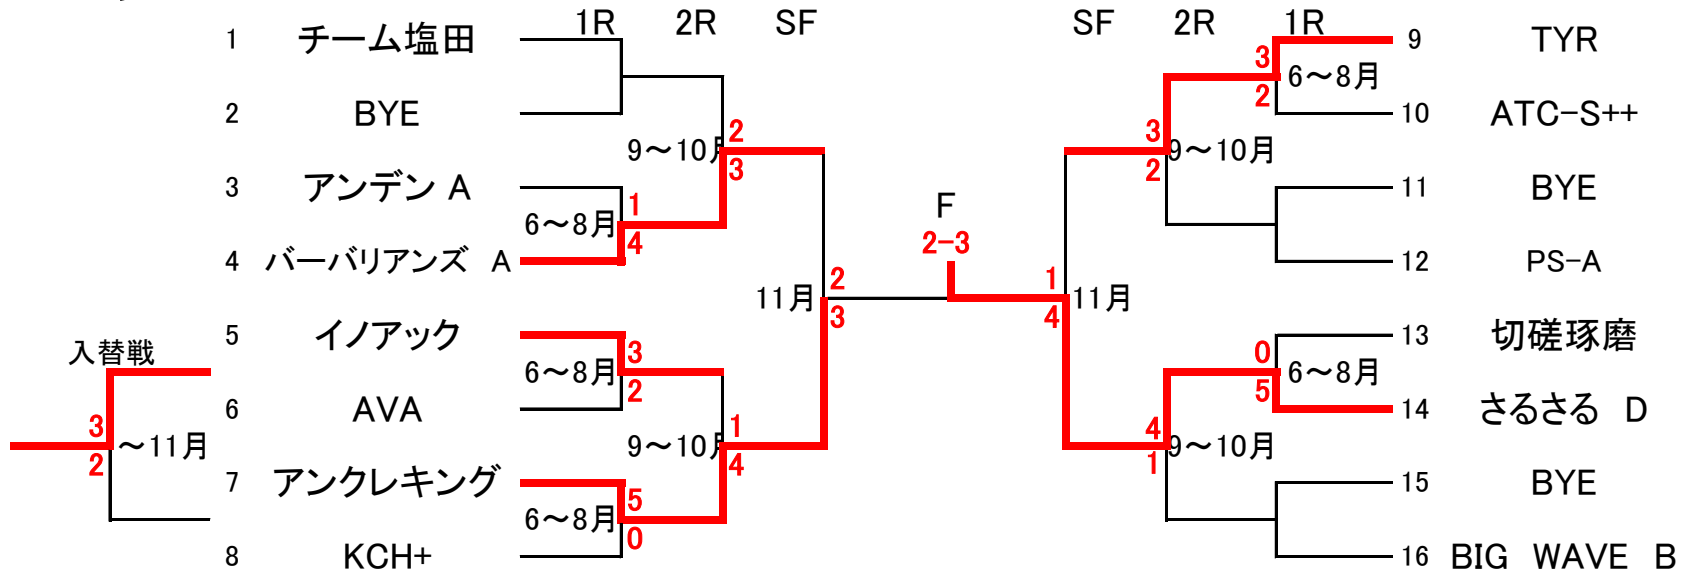 1R 2R SF SF 2R 1R
1 チーム塩田
9 TYR
3
6～8月
2
2 BYE
10 ATC-S++
2
9～10月
3
3
9～10月
2
3 アンデン A
11 BYE
1
6～8月
4
F
2-3
4 バーバリアンズ A
12 PS-A
2
11月
3
1
11月
4
5 イノアック
13 切磋琢磨
入替戦
3
6～8月
2
0
6～8月
5
6 AVA
14 さるさる D
3
～11月
2
1
9～10月
4
4
9～10月
1
7 アンクレキング
15 BYE
5
6～8月
0
8 KCH+
16 BIG WAVE B